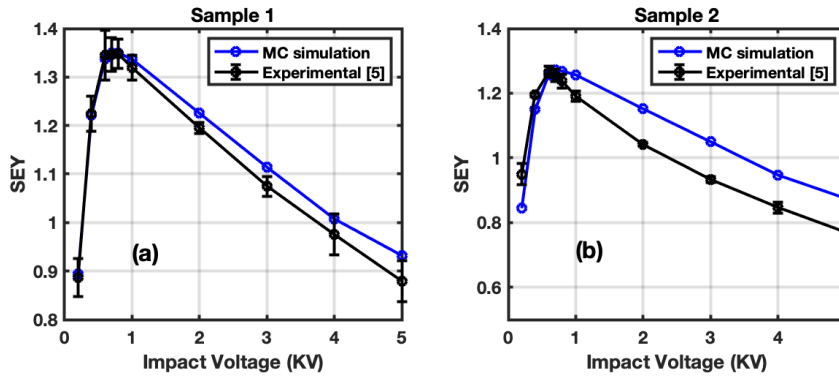 Sample 1
1.4
1.3
1.2
1.1
1
0.9
0.8
SEY
0 1 2 3 4 5
Impact Voltage (KV)
MC simulation
Experimental [5]
(a)
Sample 2
1.4
1.2
1
0.8
0.6
SEY
0 1 2 3 4
Impact Voltage (KV)
MC simulation
Experimental [5]
(b)